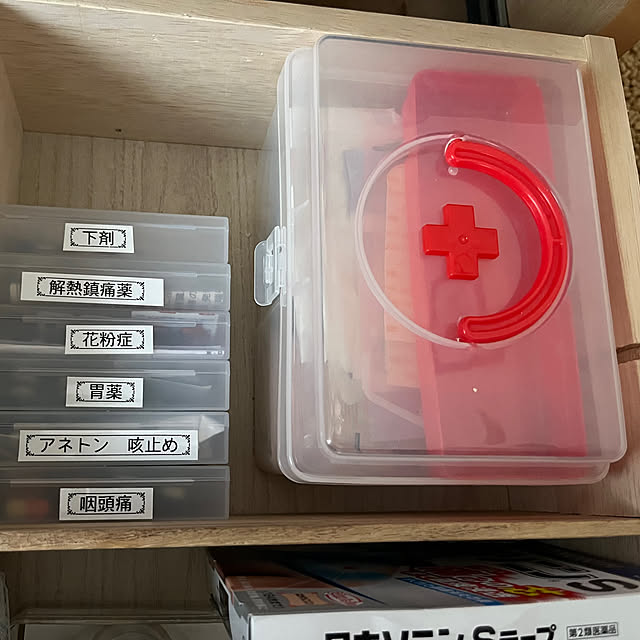 下剤
解熱鎮痛薬
花粉症
胃薬
アネトン 咳止め
咽頭痛
第2類医薬品